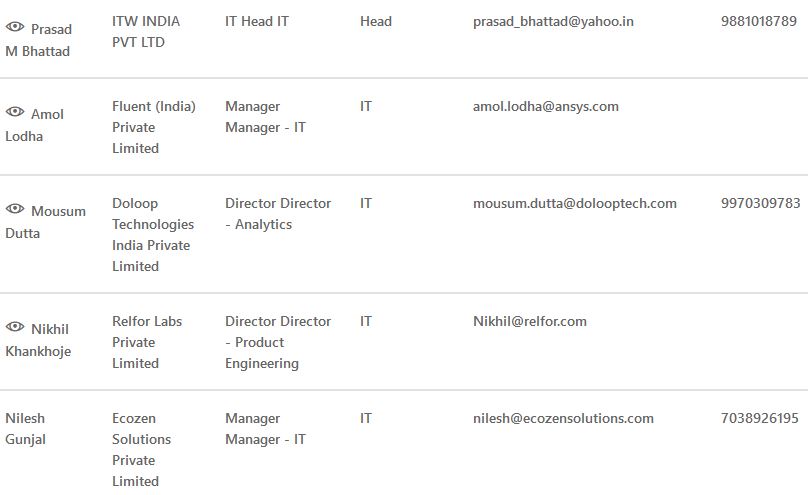 Prasad M Bhattad ITW INDIA PVT LTD IT Head IT Head prasad_bhattad@yahoo.in 9881018789
Amol Lodha Fluent (India) Private Limited Manager Manager - IT IT amol.lodha@ansys.com
Mousum Dutta Doloop Technologies India Private Limited Director Director - Analytics IT mousum.dutta@dolooptech.com 9970309783
Nikhil Khankhoje Relfor Labs Private Limited Director Director - Product Engineering IT Nikhil@relfor.com
Nilesh Gunjal Ecozen Solutions Private Limited Manager Manager - IT IT nilesh@ecozensolutions.com 7038926195